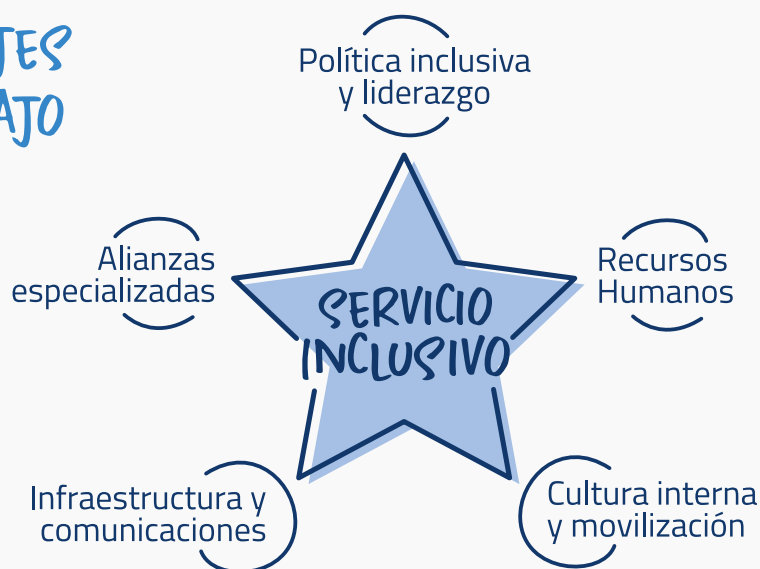 Política inclusiva
y liderazgo
Alianzas
especializadas
Recursos
Humanos
SERVICIO
INCLUSIVO
Infraestructura y
comunicaciones
Cultura interna
y movilización